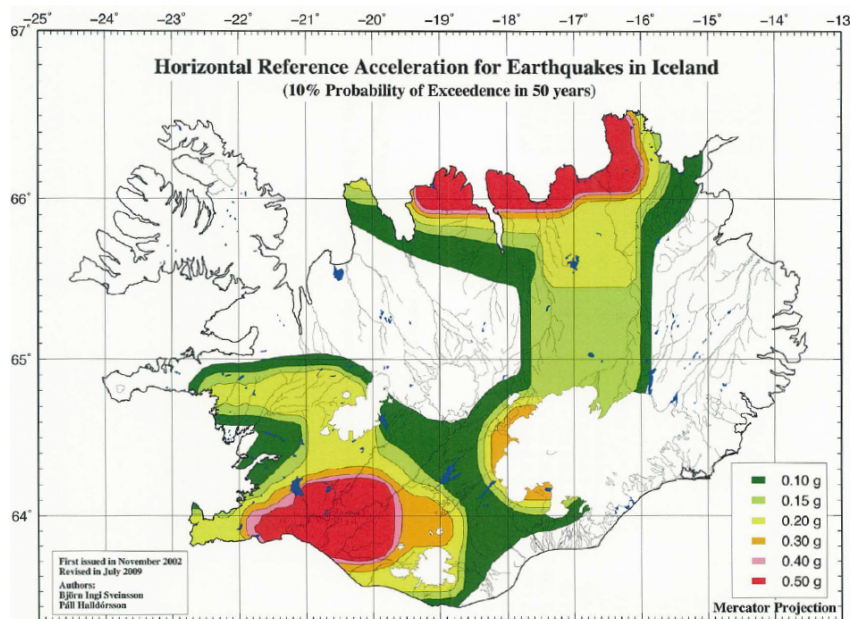 −25° −24° −23° −22° −21° −20° −19° −18° −17° −16° −15° −14° −13
67°
Horizontal Reference Acceleration for Earthquakes in Iceland
(10% Probability of Exceedence in 50 years)
66°
65°
64°
0.10 g
0.15 g
0.20 g
0.30 g
0.40 g
0.50 g
First issued in November 2002
Revised in July 2009
Authors:
Björn Ingi Sveinsson
Páll Halldórsson
Mercator Projection